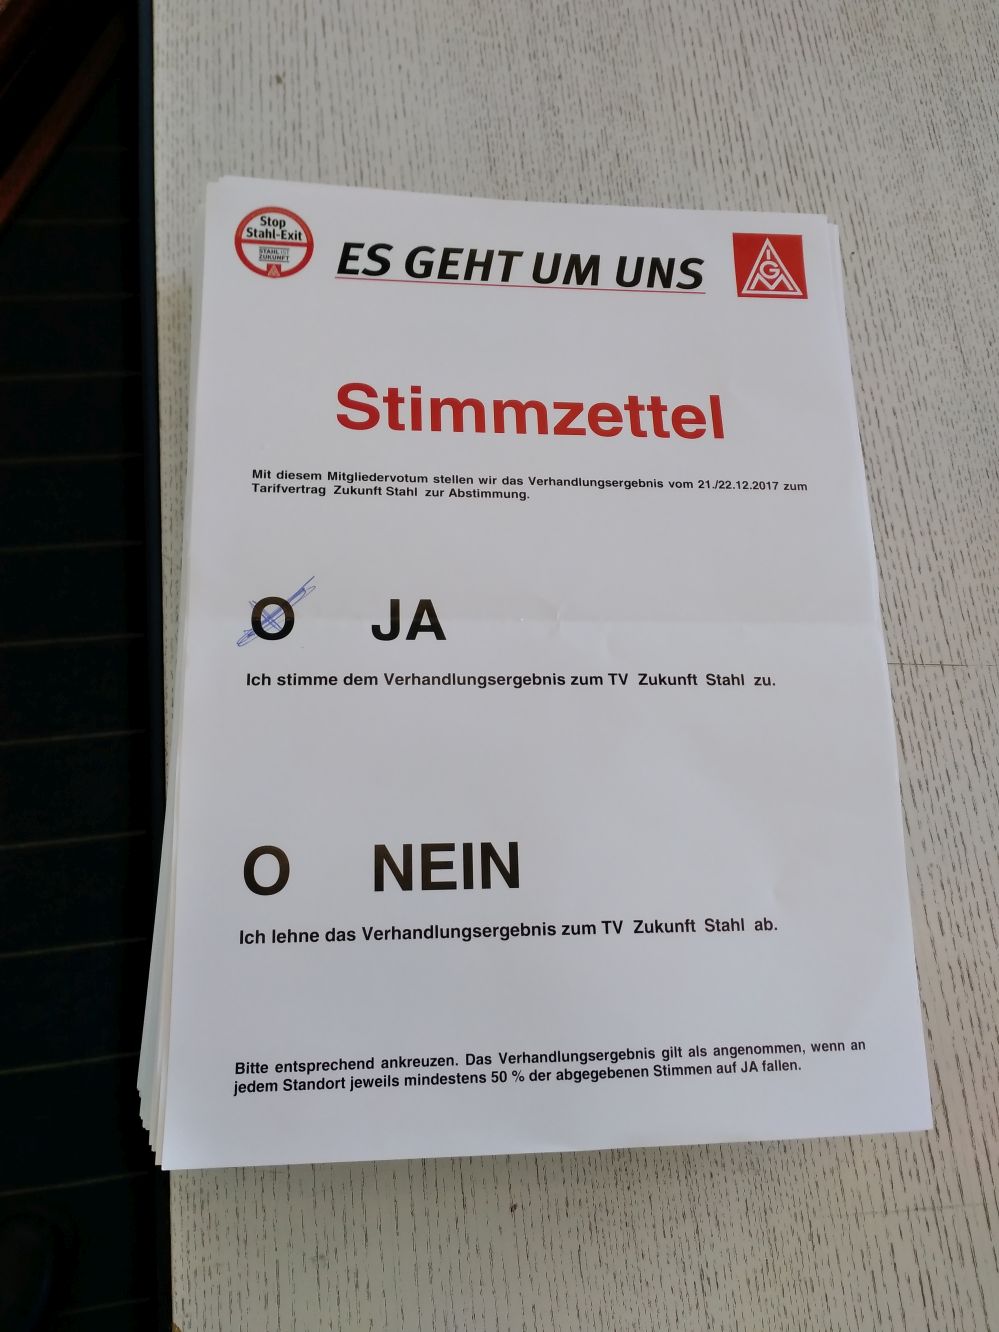 Stop
Stahl-Exit
STAHL IST
ZUKUNFT
ES GEHT UM UNS
IGM
Stimmzettel
Mit diesem Mitgliedervotum stellen wir das Verhandlungsergebnis vom 21./22.12.2017 zum
Tarifvertrag Zukunft Stahl zur Abstimmung.
O JA
Ich stimme dem Verhandlungsergebnis zum TV Zukunft Stahl zu.
O NEIN
Ich lehne das Verhandlungsergebnis zum TV Zukunft Stahl ab.
Bitte entsprechend ankreuzen. Das Verhandlungsergebnis gilt als angenommen, wenn an
jedem Standort jeweils mindestens 50 % der abgegebenen Stimmen auf JA fallen.